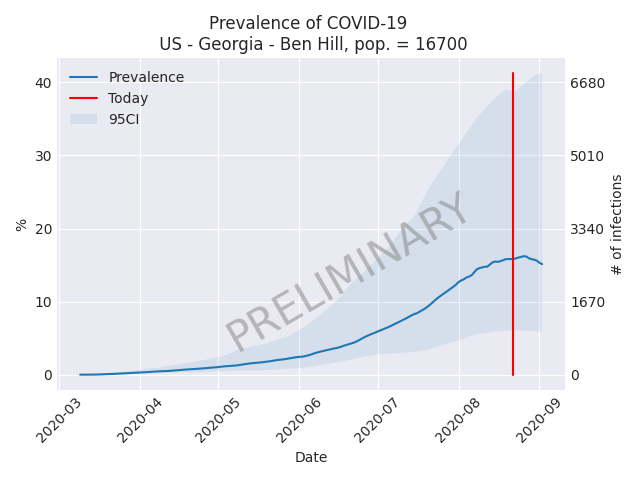 Prevalence of COVID-19
US - Georgia - Ben Hill, pop. = 16700
Prevalence
Today
95CI
PRELIMINARY
%
40
30
20
10
0
6680
5010
3340
1670
0
# of infections
2020-03
2020-04
2020-05
2020-06
2020-07
2020-08
2020-09
Date